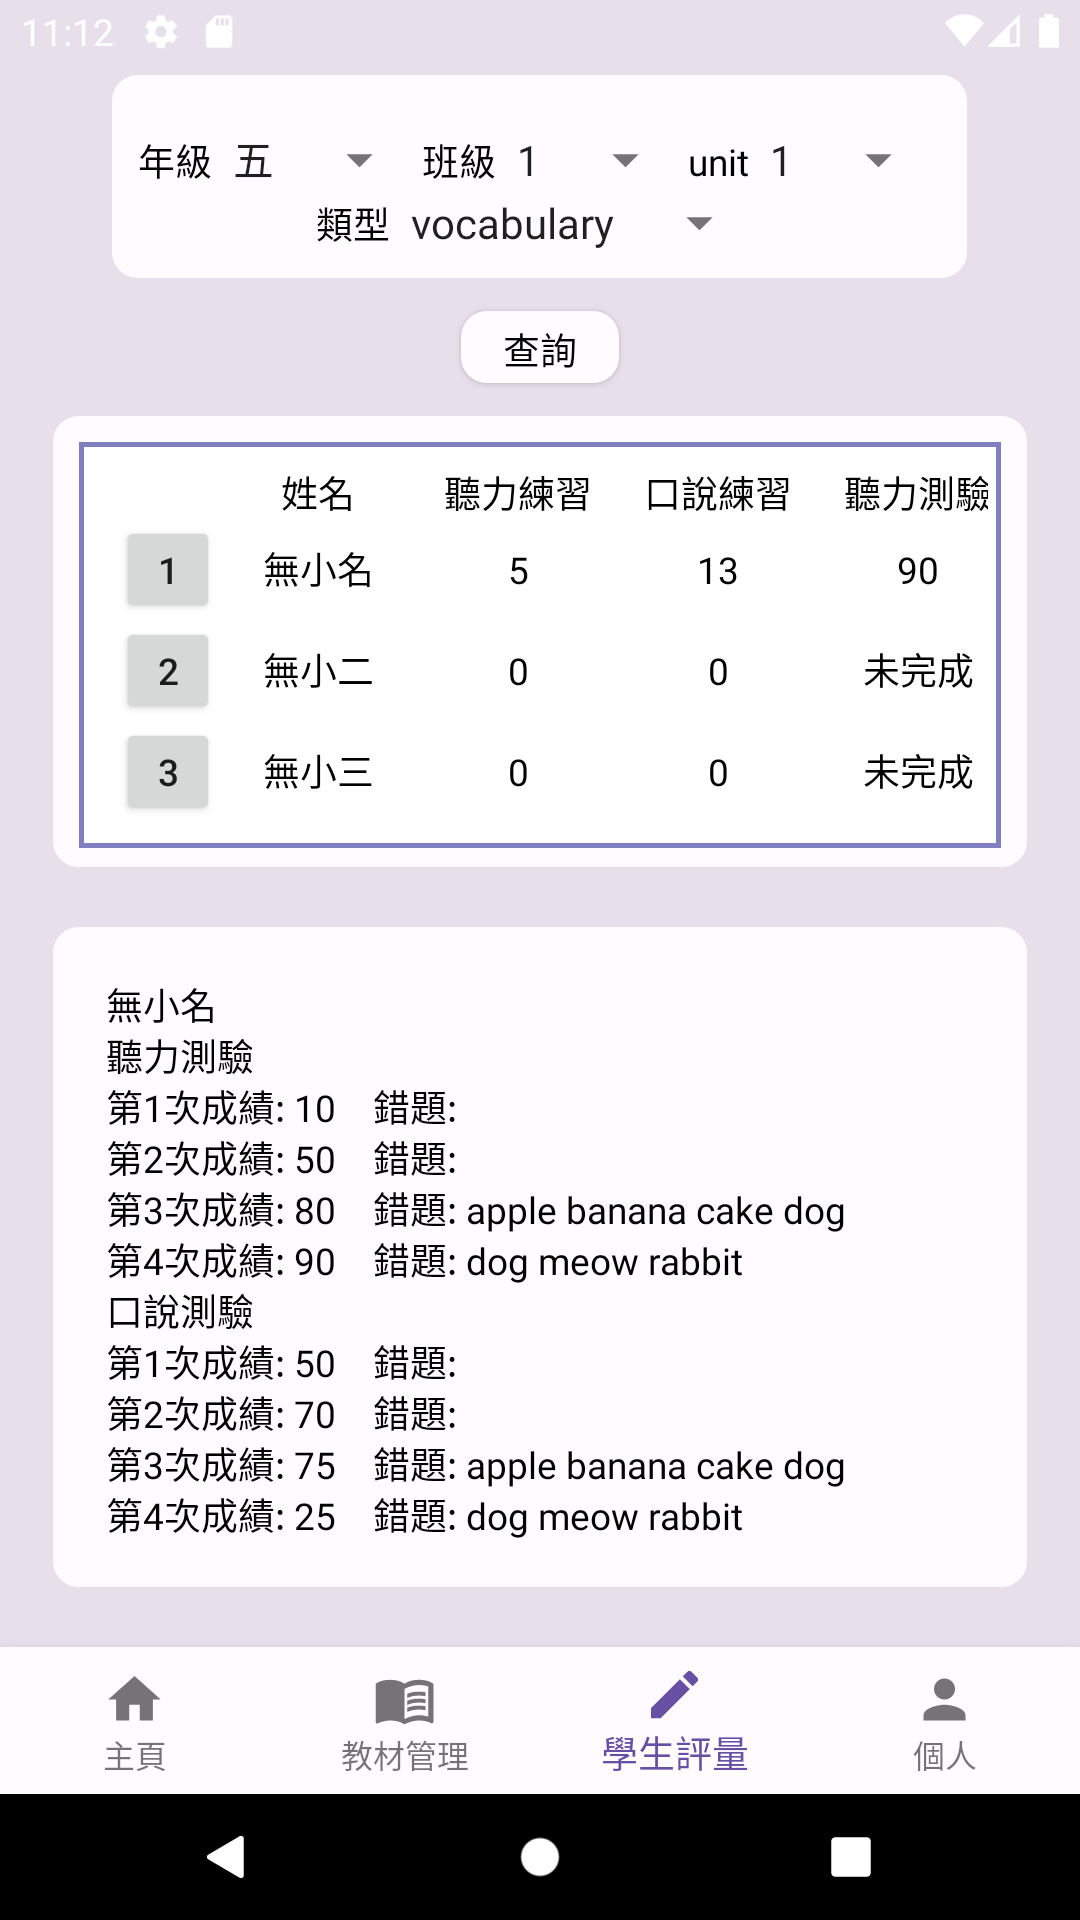 11:12
年級 五 班級 1 unit 1
類型 vocabulary
查詢
姓名 聽力練習 口說練習 聽力測驗
1 無小名 5 13 90
2 無小二 0 0 未完成
3 無小三 0 0 未完成
無小名
聽力測驗
第1次成績: 10 錯題:
第2次成績: 50 錯題:
第3次成績: 80 錯題: apple banana cake dog
第4次成績: 90 錯題: dog meow rabbit
口說測驗
第1次成績: 50 錯題:
第2次成績: 70 錯題:
第3次成績: 75 錯題: apple banana cake dog
第4次成績: 25 錯題: dog meow rabbit
主頁 教材管理 學生評量 個人